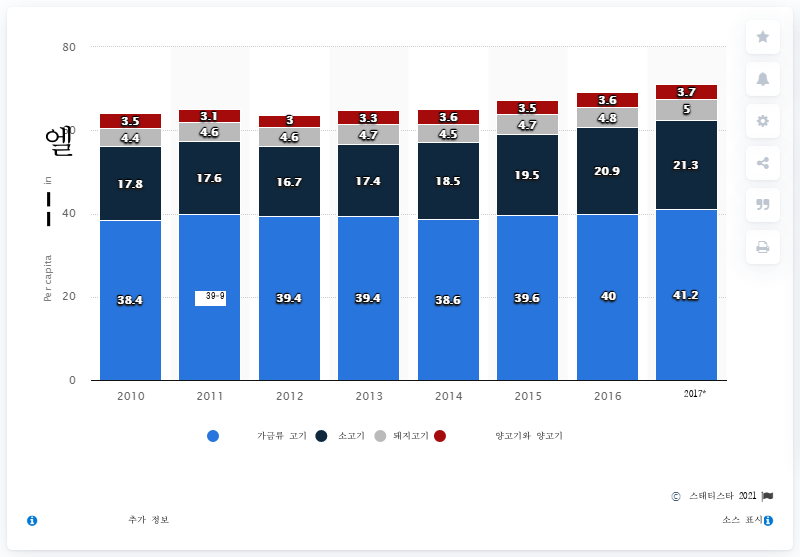 80
60
40
20
0
엘
in
Per capita
3.5 3.1 3 3.3 3.6 3.5 3.6 3.7
4.4 4.6 4.6 4.7 4.5 4.7 4.8 5
17.8 17.6 16.7 17.4 18.5 19.5 20.9 21.3
38.4 39-9 39.4 39.4 38.6 39.6 40 41.2
2010 2011 2012 2013 2014 2015 2016 2017*
가금류 고기 소고기 돼지고기 양고기와 양고기
© 스태티스타 2021
추가 정보 소스 표시